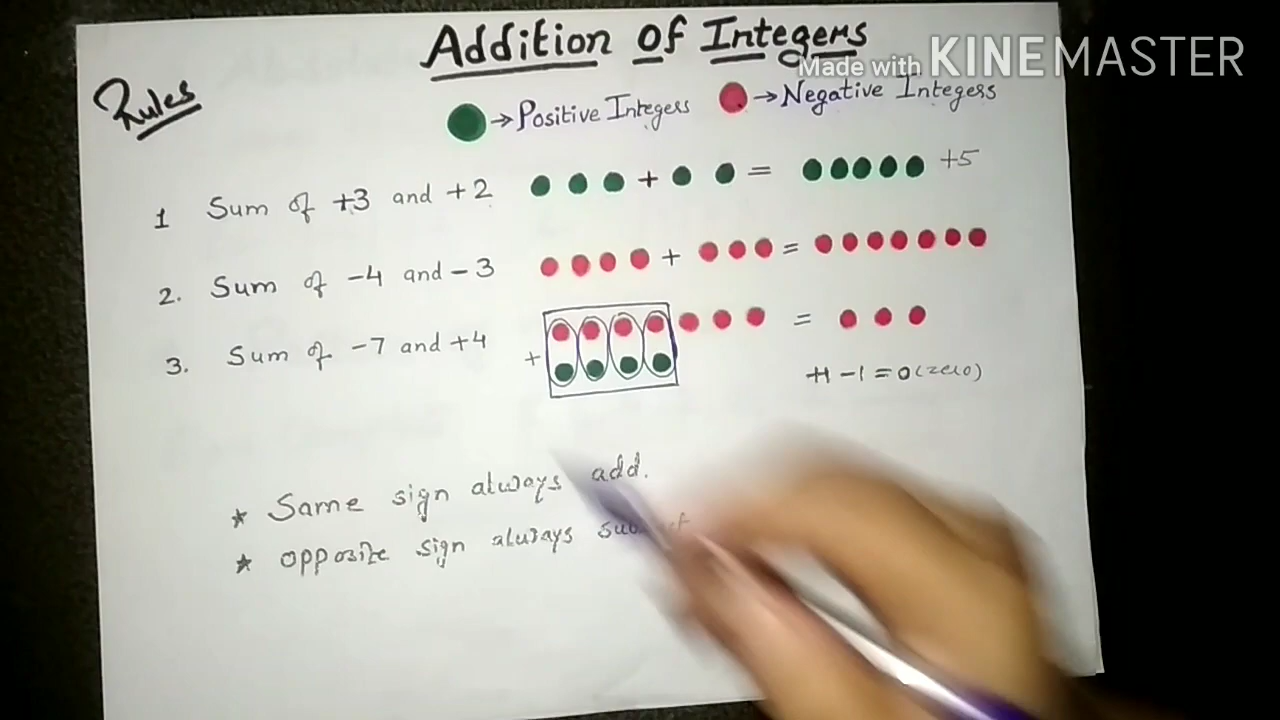 Addition of Integers
Made with KINEMASTER
Rules
→ Positive Integers → Negative Integers
1 Sum of +3 and +2 + = +5
2. Sum of -4 and -3 + =
3. Sum of -7 and +4 + =
+1 -1 = 0 (zero)
* Same sign always add.
* opposite sign always